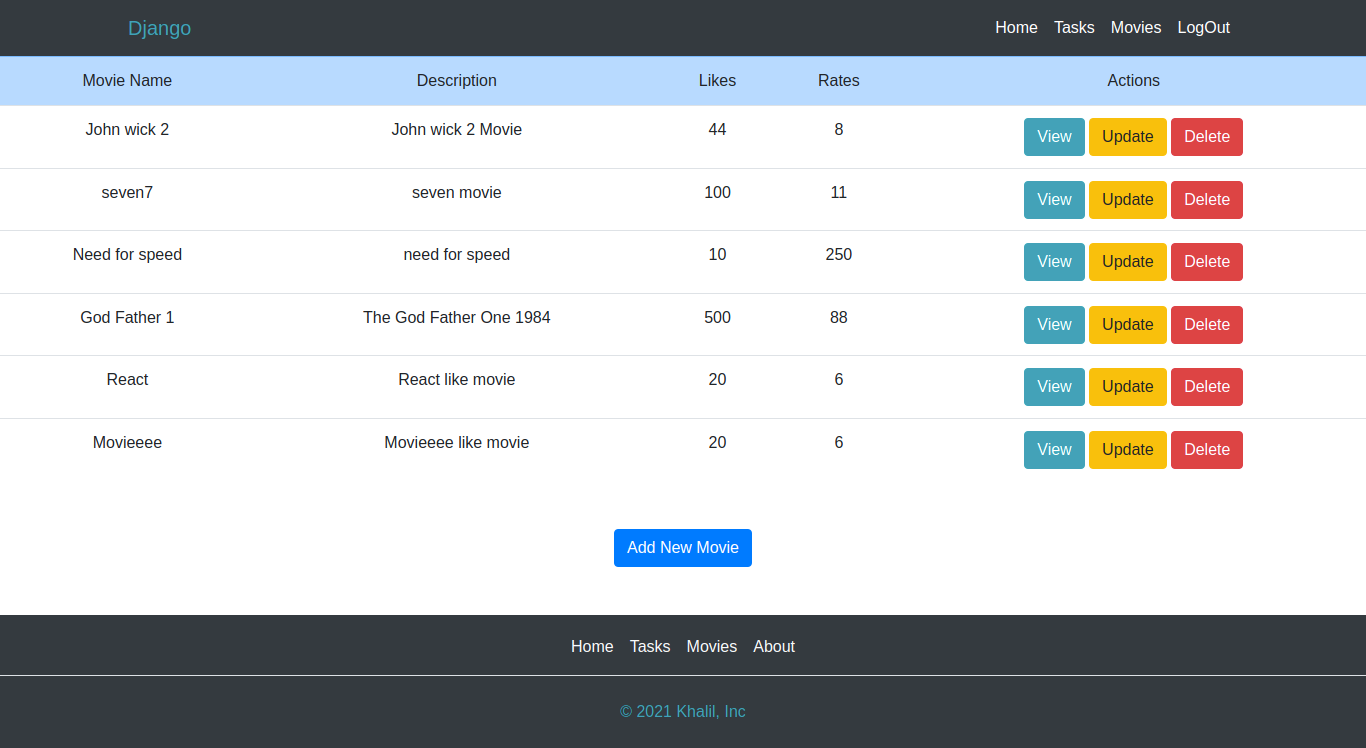 Django Home Tasks Movies LogOut
Movie Name Description Likes Rates Actions
John wick 2 John wick 2 Movie 44 8 View Update Delete
seven7 seven movie 100 11 View Update Delete
Need for speed need for speed 10 250 View Update Delete
God Father 1 The God Father One 1984 500 88 View Update Delete
React React like movie 20 6 View Update Delete
Movieeee Movieeee like movie 20 6 View Update Delete
Add New Movie
Home Tasks Movies About
© 2021 Khalil, Inc